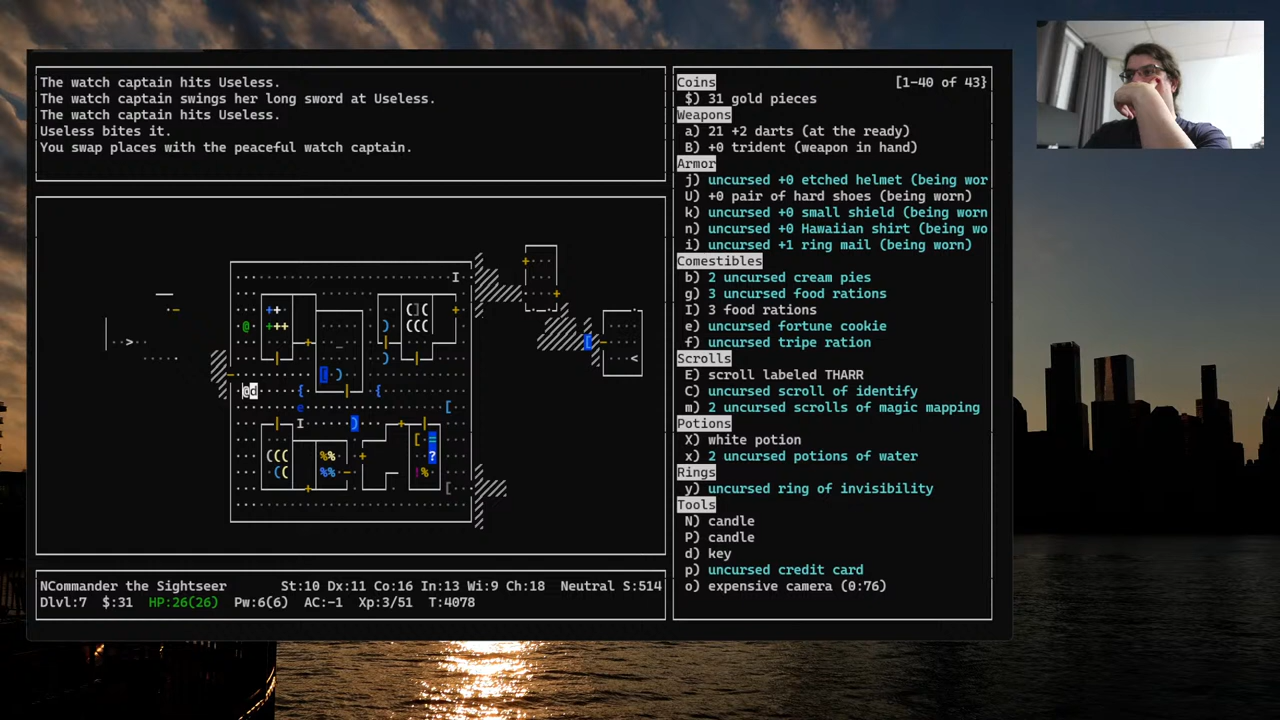 The watch captain hits Useless.
The watch captain swings her long sword at Useless.
The watch captain hits Useless.
Useless bites it.
You swap places with the peaceful watch captain.
NCommander the Sightseer St:10 Dx:11 Co:16 In:13 Wi:9 Ch:18 Neutral S:514
Dlvl:7 $:31 HP:26(26) Pw:6(6) AC:-1 Xp:3/51 T:4078
Coins [1-40 of 43}
$) 31 gold pieces
Weapons
a) 21 +2 darts (at the ready)
B) +0 trident (weapon in hand)
Armor
j) uncursed +0 etched helmet (being wor
U) +0 pair of hard shoes (being worn)
k) uncursed +0 small shield (being worn
n) uncursed +0 Hawaiian shirt (being wo
i) uncursed +1 ring mail (being worn)
Comestibles
b) 2 uncursed cream pies
g) 3 uncursed food rations
I) 3 food rations
e) uncursed fortune cookie
f) uncursed tripe ration
Scrolls
E) scroll labeled THARR
C) uncursed scroll of identify
m) 2 uncursed scrolls of magic mapping
Potions
X) white potion
x) 2 uncursed potions of water
Rings
y) uncursed ring of invisibility
Tools
N) candle
P) candle
d) key
p) uncursed credit card
o) expensive camera (0:76)